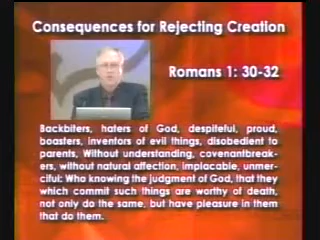 Consequences for Rejecting Creation
Romans 1: 30-32
Backbiters, haters of God, despiteful, proud,
boasters, inventors of evil things, disobedient to
parents, Without understanding, covenantbreak-
ers, without natural affection, implacable, unmer-
ciful: Who knowing the judgment of God, that they
which commit such things are worthy of death,
not only do the same, but have pleasure in them
that do them.